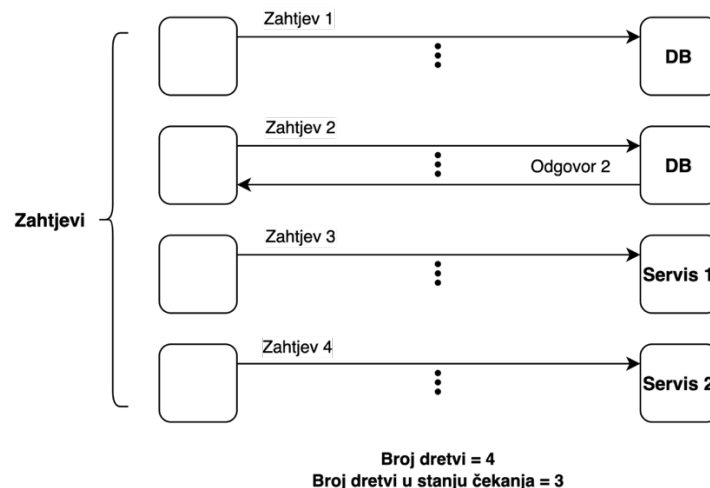 Zahtjev 1
DB
Zahtjev 2
Odgovor 2
DB
Zahtjevi
Zahtjev 3
Servis 1
Zahtjev 4
Servis 2
Broj dretvi = 4
Broj dretvi u stanju čekanja = 3